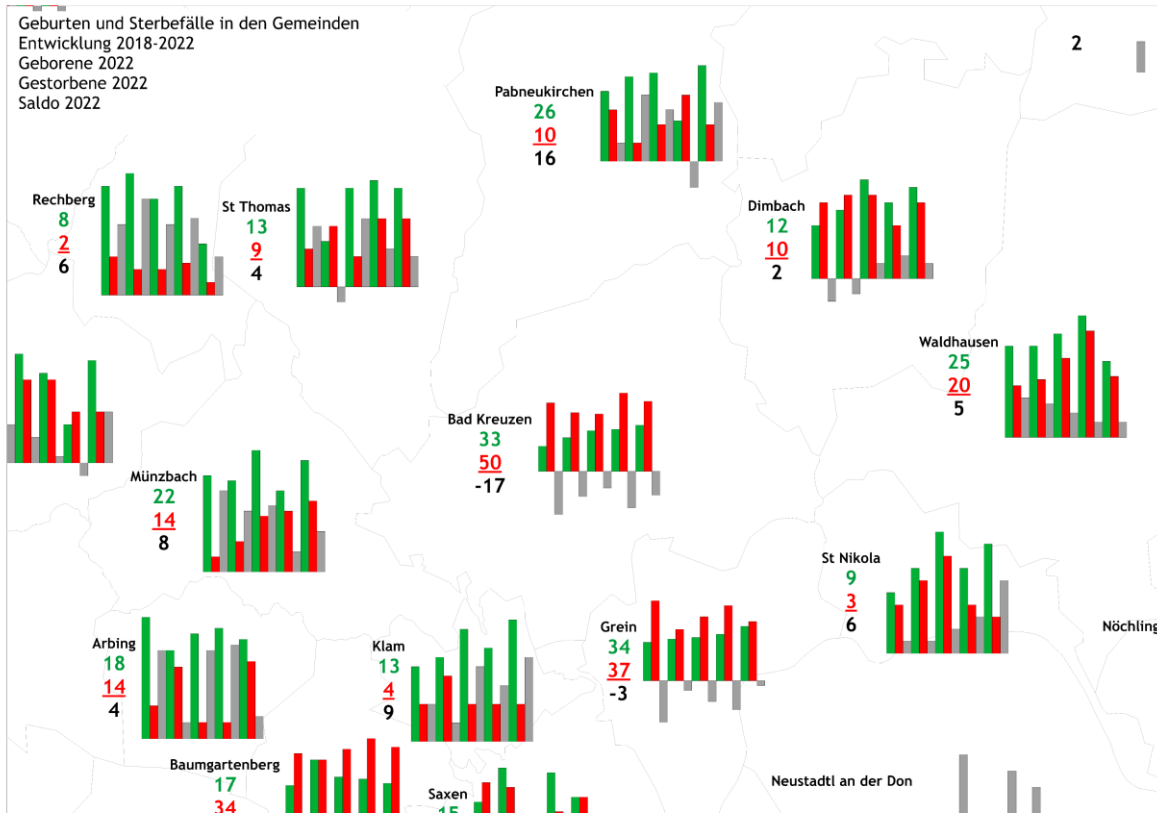 Geburten und Sterbefälle in den Gemeinden
Entwicklung 2018-2022
Geborene 2022
Gestorbene 2022
Saldo 2022
2
Pabneukirchen
26
10
16
Rechberg
8
2
6
St Thomas
13
9
4
Dimbach
12
10
2
Waldhausen
25
20
5
Bad Kreuzen
33
50
-17
Münzbach
22
14
8
St Nikola
9
3
6
Arbing
18
14
4
Klam
13
4
9
Grein
34
37
-3
Nöchling
Baumgartenberg
17
34
Saxen
15
Neustadtl an der Don